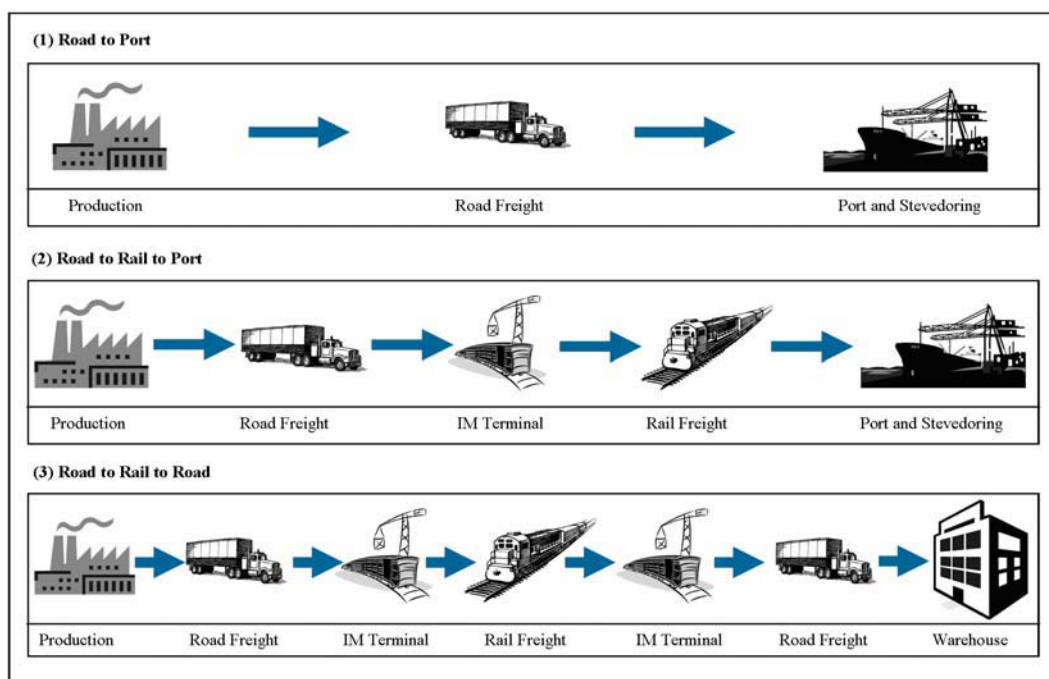 (1) Road to Port
Production Road Freight Port and Stevedoring
(2) Road to Rail to Port
Production Road Freight IM Terminal Rail Freight Port and Stevedoring
(3) Road to Rail to Road
Production Road Freight IM Terminal Rail Freight IM Terminal Road Freight Warehouse